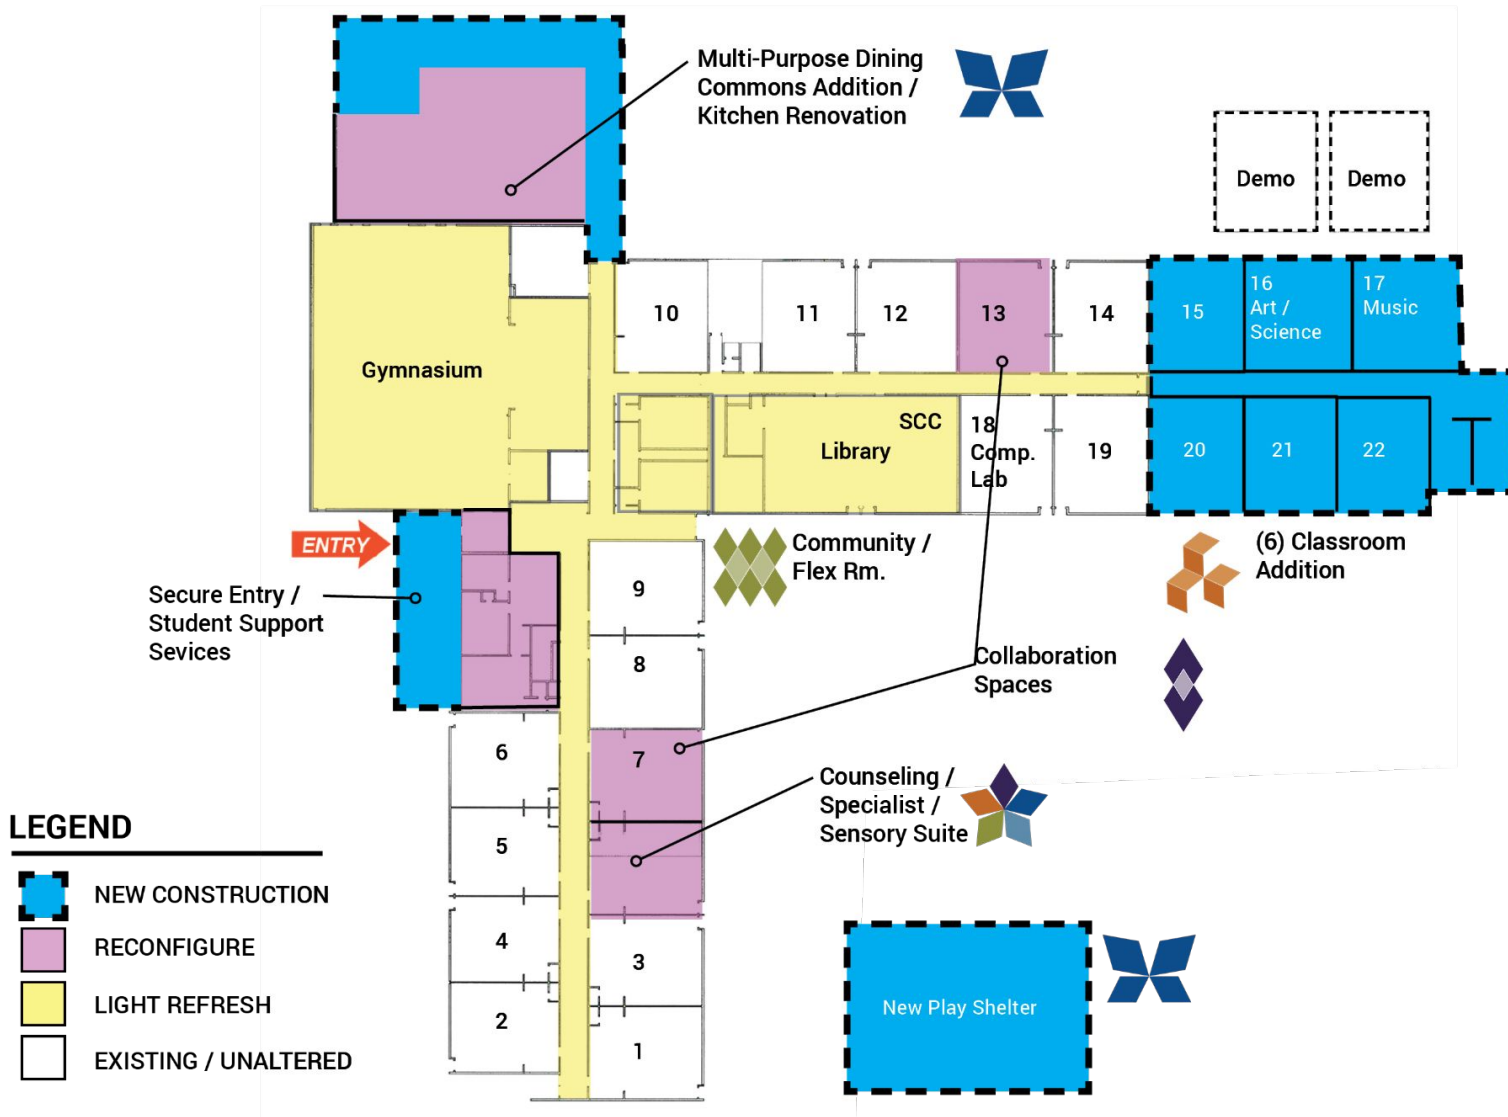 Multi-Purpose Dining
Commons Addition /
Kitchen Renovation
Demo
Demo
10
11
12
13
14
15
16
Art /
Science
17
Music
Gymnasium
SCC
Library
18
Comp.
Lab
19
20
21
22
ENTRY
Community /
Flex Rm.
(6) Classroom
Addition
Secure Entry /
Student Support
Sevices
9
8
Collaboration
Spaces
6
7
Counseling /
Specialist /
Sensory Suite
5
4
3
2
1
New Play Shelter
LEGEND
NEW CONSTRUCTION
RECONFIGURE
LIGHT REFRESH
EXISTING / UNALTERED